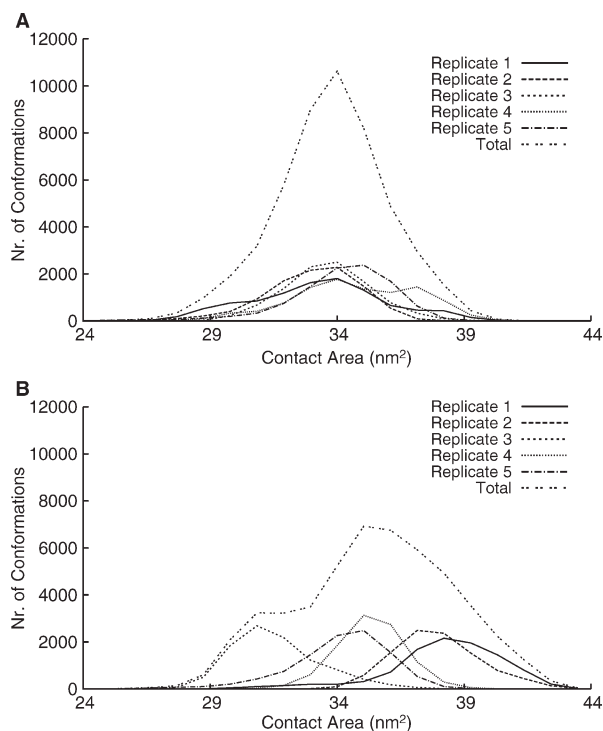 A
12000
10000
8000
6000
4000
2000
0
Nr. of Conformations
Replicate 1
Replicate 2
Replicate 3
Replicate 4
Replicate 5
Total
24 29 34 39 44
Contact Area (nm²)
B
12000
10000
8000
6000
4000
2000
0
Nr. of Conformations
Replicate 1
Replicate 2
Replicate 3
Replicate 4
Replicate 5
Total
24 29 34 39 44
Contact Area (nm²)